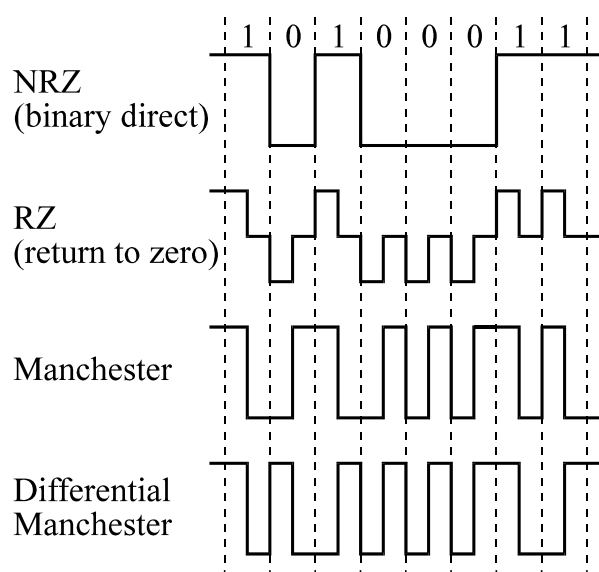 1 0 1 0 0 0 1 1
NRZ
(binary direct)
RZ
(return to zero)
Manchester
Differential
Manchester